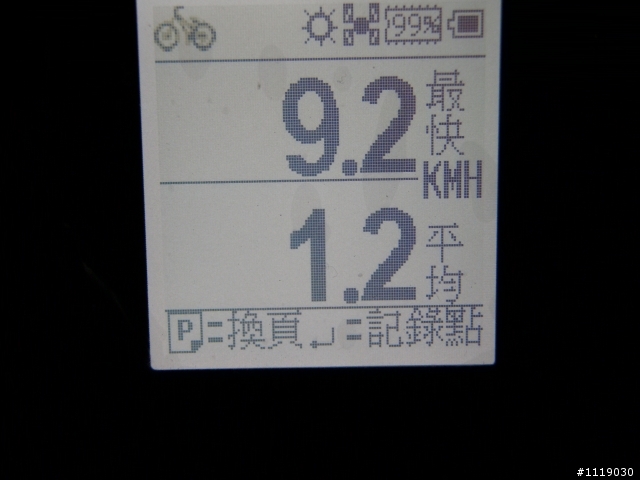 99%
9.2 最快
KMH
1.2 平均
P=換頁 ↵=記錄點
#1119030